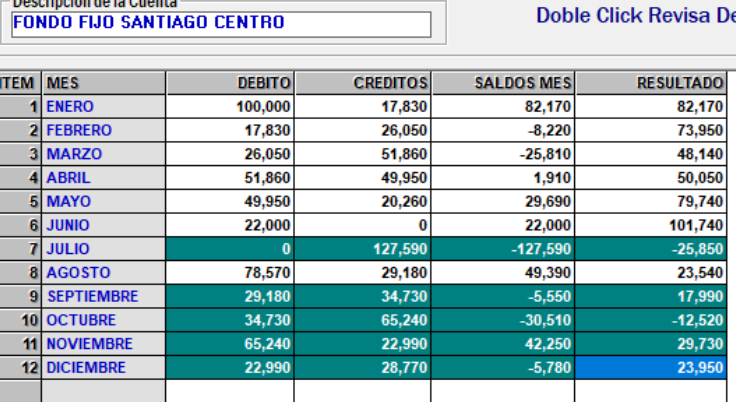 Descripción de la Cuenta
FONDO FIJO SANTIAGO CENTRO
Doble Click Revisa De
ITEM MES DEBITO CREDITOS SALDOS MES RESULTADO
1 ENERO 100,000 17,830 82,170 82,170
2 FEBRERO 17,830 26,050 -8,220 73,950
3 MARZO 26,050 51,860 -25,810 48,140
4 ABRIL 51,860 49,950 1,910 50,050
5 MAYO 49,950 20,260 29,690 79,740
6 JUNIO 22,000 0 22,000 101,740
7 JULIO 0 127,590 -127,590 -25,850
8 AGOSTO 78,570 29,180 49,390 23,540
9 SEPTIEMBRE 29,180 34,730 -5,550 17,990
10 OCTUBRE 34,730 65,240 -30,510 -12,520
11 NOVIEMBRE 65,240 22,990 42,250 29,730
12 DICIEMBRE 22,990 28,770 -5,780 23,950